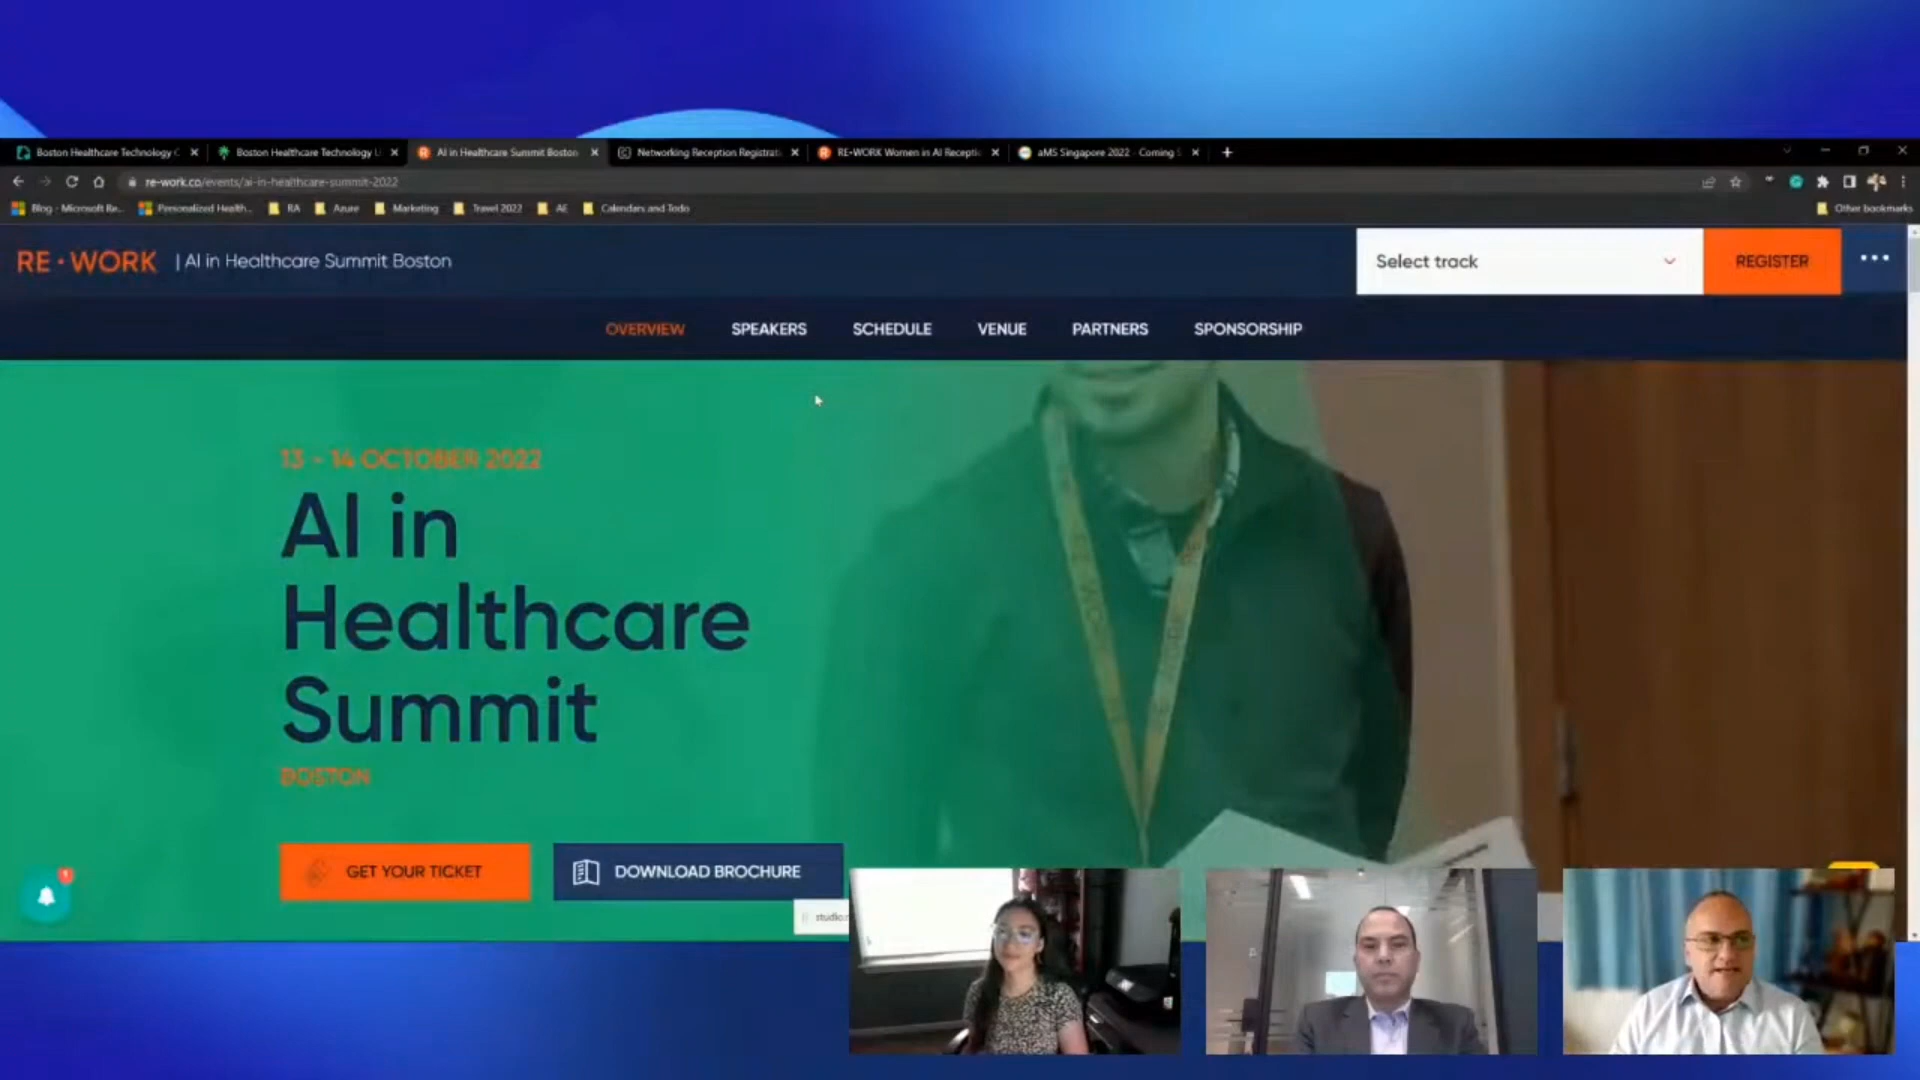 Boston Healthcare Technology C
Boston Healthcare Technology L
AI in Healthcare Summit Boston
Networking Reception Registrat
RE•WORK Women in AI Recepti
aMS Singapore 2022 - Coming S
re-work.co/events/ai-in-healthcare-summit-2022
Blog - Microsoft Re...
Personalized Health...
RA
Azure
Marketing
Travel 2022
AE
Calendars and Todo
Other bookmarks
RE•WORK
| AI in Healthcare Summit Boston
Select track
REGISTER
OVERVIEW
SPEAKERS
SCHEDULE
VENUE
PARTNERS
SPONSORSHIP
13 - 14 OCTOBER 2022
AI in
Healthcare
Summit
BOSTON
GET YOUR TICKET
DOWNLOAD BROCHURE
1
studio